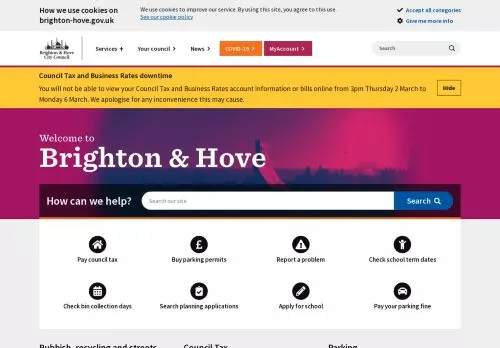 How we use cookies on
brighton-hove.gov.uk
We use cookies to improve our service. By using this site, you agree to this use.
See our cookie policy
Accept all categories
Give me more info
Brighton & Hove
City Council
Services +
Your council >
News >
COVID-19 >
MyAccount >
Search
Council Tax and Business Rates downtime
You will not be able to view your Council Tax and Business Rates account information or bills online from 3pm Thursday 2 March to
Monday 6 March. We apologise for any inconvenience this may cause.
Hide
Welcome to
Brighton & Hove
How can we help?
Search our site
Search
Pay council tax
Buy parking permits
Report a problem
Check school term dates
Check bin collection days
Search planning applications
Apply for school
Pay your parking fine
Rubbish, recycling and streets
Council Tax
Parking